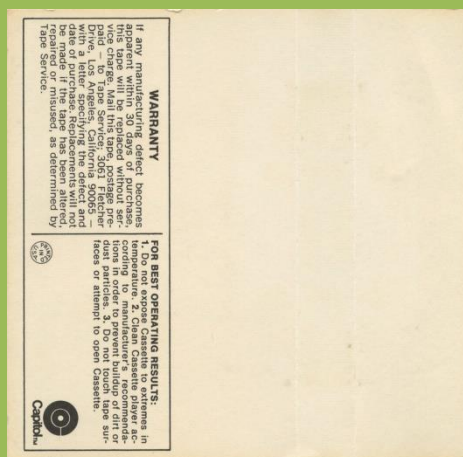 WARRANTY
If any manufacturing defect becomes
apparent within 30 days of purchase,
this tape will be replaced without ser-
vice charge. Mail this tape, postage pre-
paid — to Tape Service; 3061 Fletcher
Drive, Los Angeles, California 90065 —
with a letter specifying the defect and
date of purchase. Replacements will not
be made if the tape has been altered,
repaired or misused, as determined by
Tape Service.
FOR BEST OPERATING RESULTS:
1. Do not expose Cassette to extremes in
temperature. 2. Clean Cassette player ac-
cording to manufacturer's recommenda-
tions in order to prevent buildup of dirt or
dust particles. 3. Do not touch tape sur-
faces or attempt to open Cassette.
Capitol™